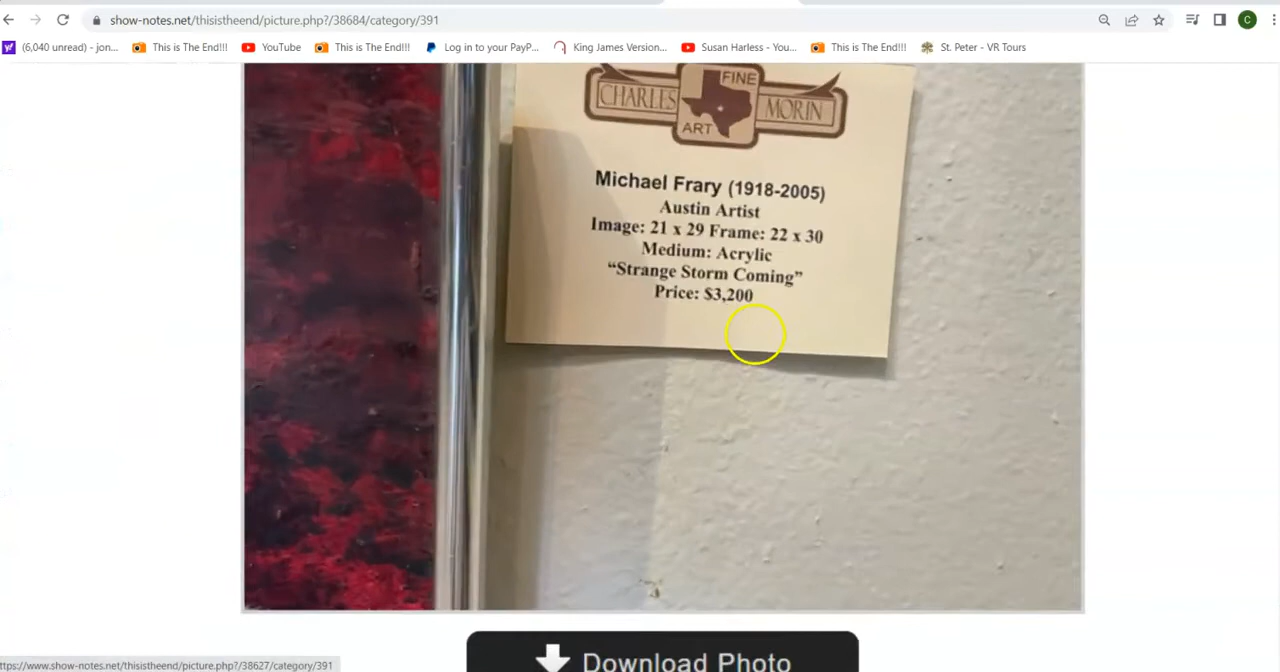 show-notes.net/thisistheend/picture.php?/38684/category/391
C
(6,040 unread) - jon...
This is The End!!!
YouTube
This is The End!!!
Log in to your PayP...
King James Version...
Susan Harless - You...
This is The End!!!
St. Peter - VR Tours
CHARLES FINE ART MORIN
Michael Frary (1918-2005)
Austin Artist
Image: 21 x 29 Frame: 22 x 30
Medium: Acrylic
“Strange Storm Coming”
Price: $3,200
Download Photo
ttps://www.show-notes.net/thisistheend/picture.php?/38627/category/391